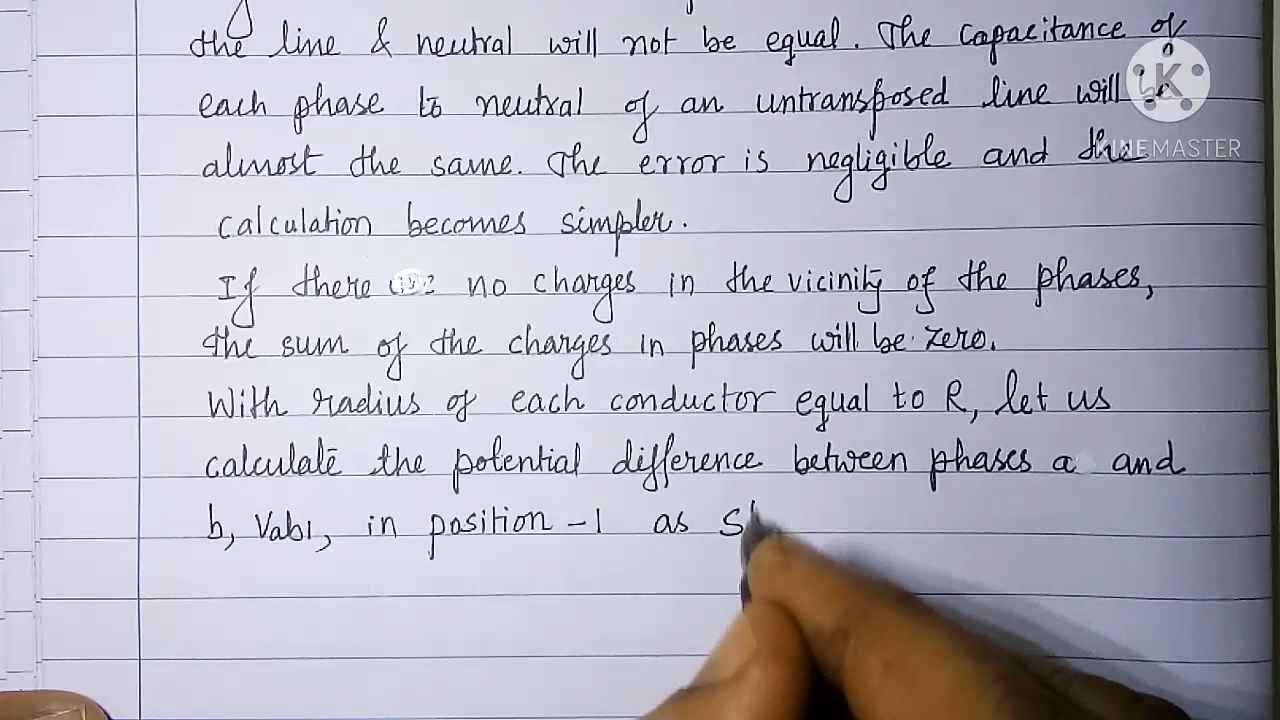 the line & neutral will not be equal. The capacitance of
each phase to neutral of an untransposed line will be
almost the same. The error is negligible and the
calculation becomes simpler.
If there no charges in the vicinity of the phases,
the sum of the charges in phases will be zero.
With radius of each conductor equal to R, let us
calculate the potential difference between phases a and
b, Vab1, in position -1 as
K
KINEMASTER